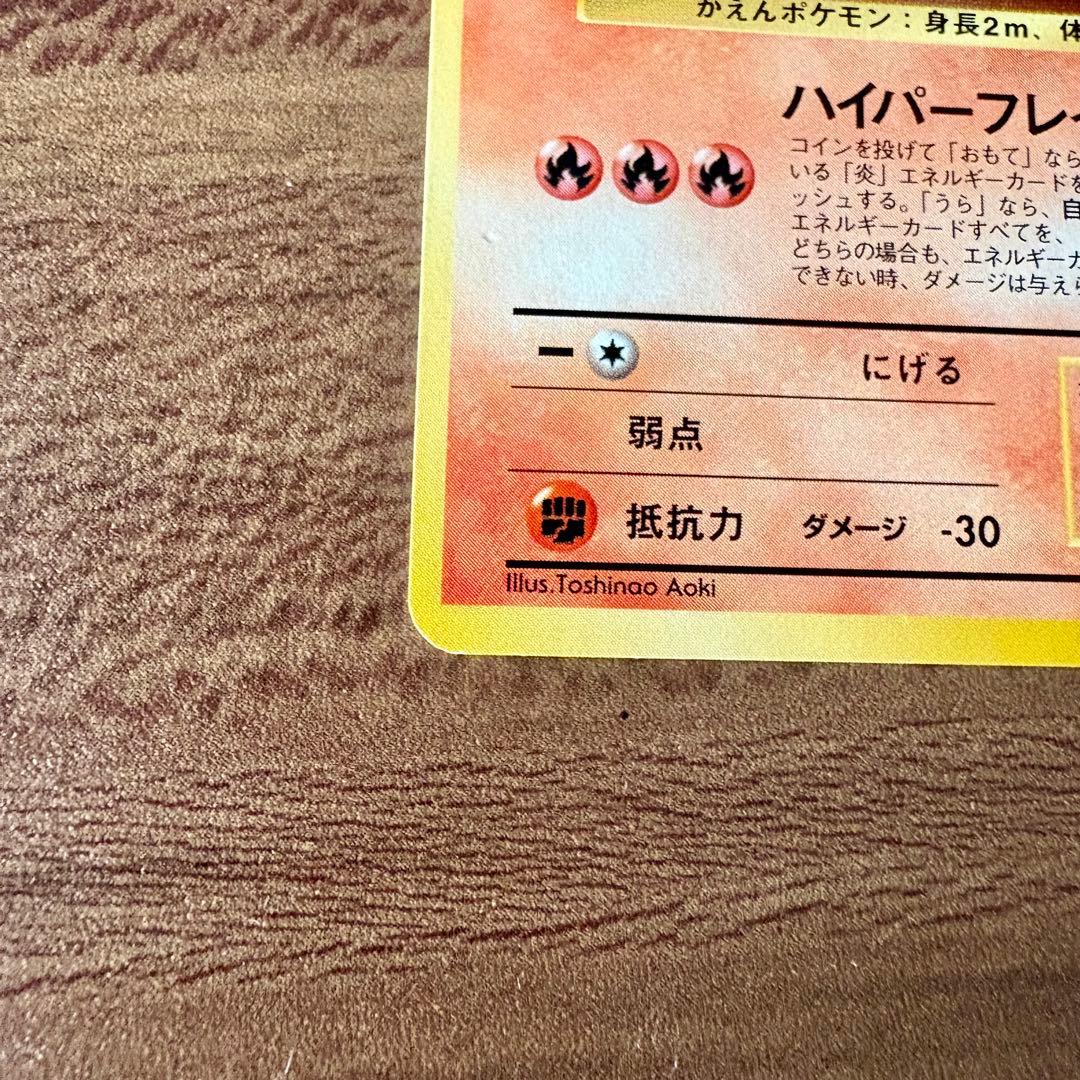 かえんポケモン：身長2m、体
ハイパーフレイ
コインを投げて「おもて」なら
いる「炎」エネルギーカードを
ッシュする。「うら」なら、自
エネルギーカードすべてを、
どちらの場合も、エネルギーカ
できない時、ダメージは与えら
にげる
弱点
抵抗力 ダメージ -30
Illus.Toshinao Aoki